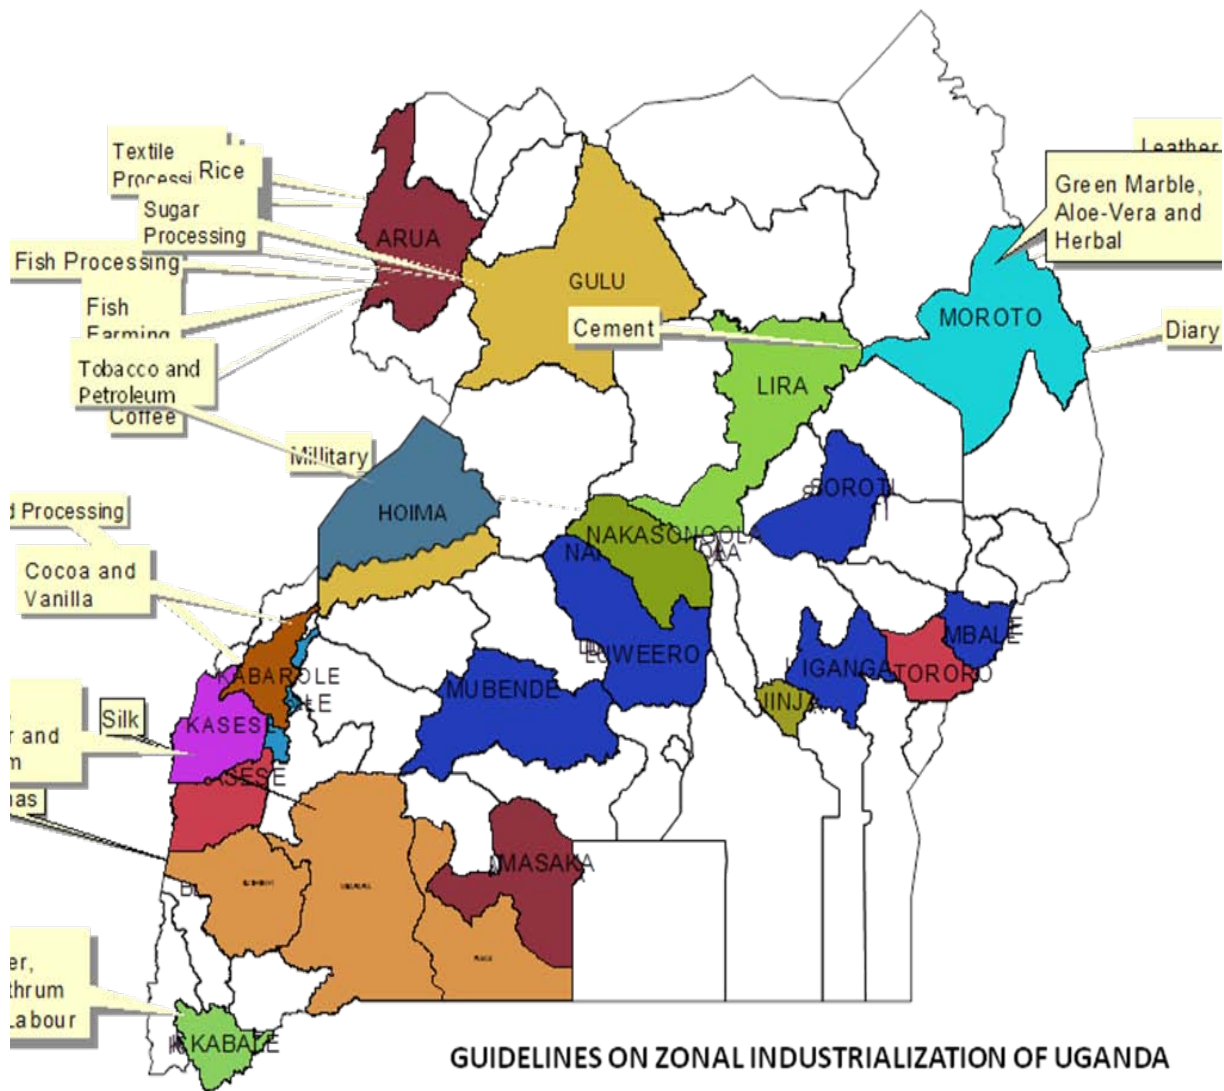 Leather
Textile
Processi
Rice
Green Marble,
Aloe-Vera and
Herbal
Sugar
Processing
ARUA
Fish Processing
GULU
Fish
Farming
MOROTO
Cement
Diary
Tobacco and
Petroleum
LIRA
Coffee
Millitary
SOROTI
d Processing
HOIMA
NAKASONGOLA
Cocoa and
Vanilla
MBALE
LUWEERO
IGANGA
TORORO
KABAROLE
MUBENDE
JINJA
Silk
KASESE
r and
m
KASESE
nas
MASAKA
er,
thrum
Labour
KABALE
GUIDELINES ON ZONAL INDUSTRIALIZATION OF UGANDA